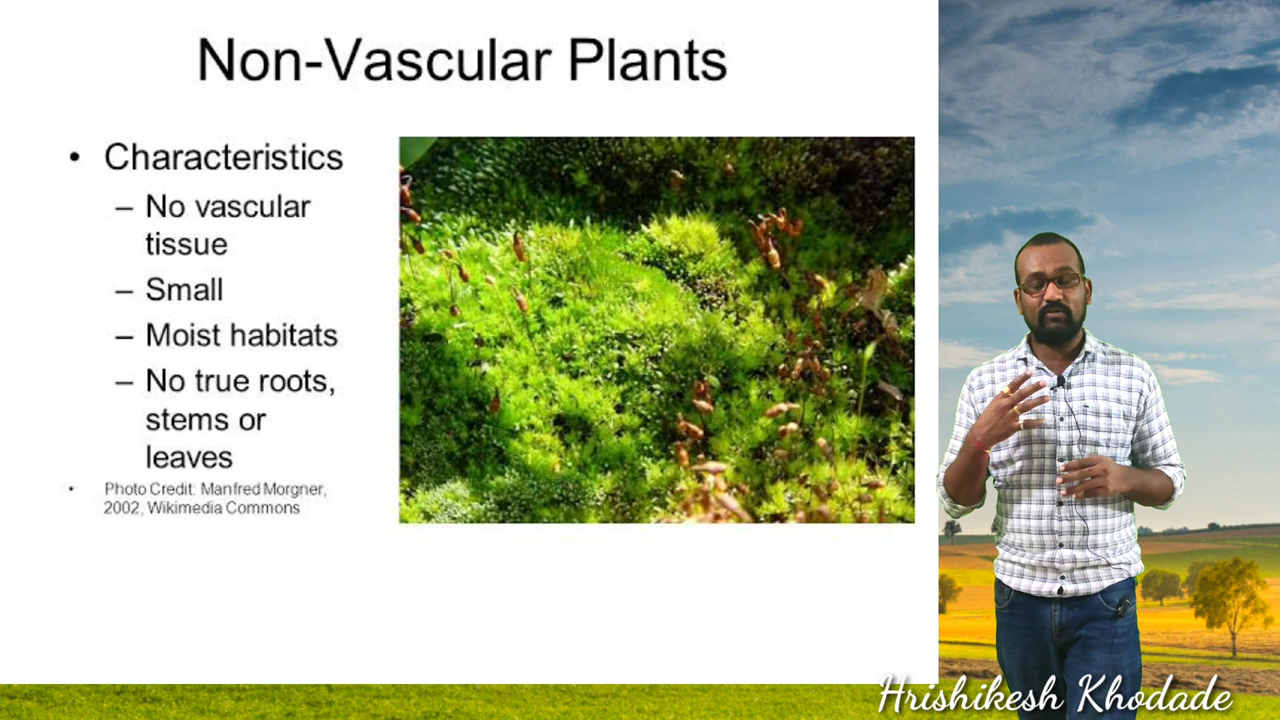 Non-Vascular Plants
• Characteristics
– No vascular
tissue
– Small
– Moist habitats
– No true roots,
stems or
leaves
• Photo Credit: Manfred Morgner,
2002, Wikimedia Commons
Hrishikesh Khodade